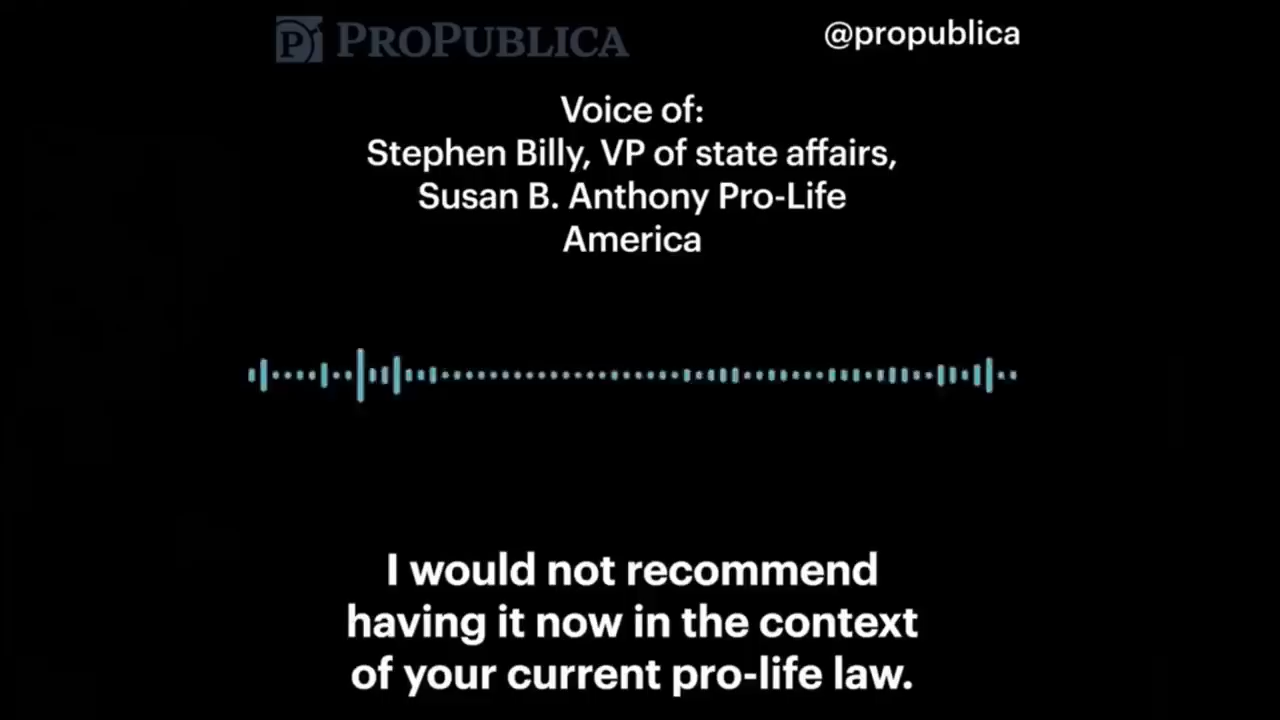 PROPUBLICA
@propublica
Voice of:
Stephen Billy, VP of state affairs,
Susan B. Anthony Pro-Life
America
I would not recommend
having it now in the context
of your current pro-life law.